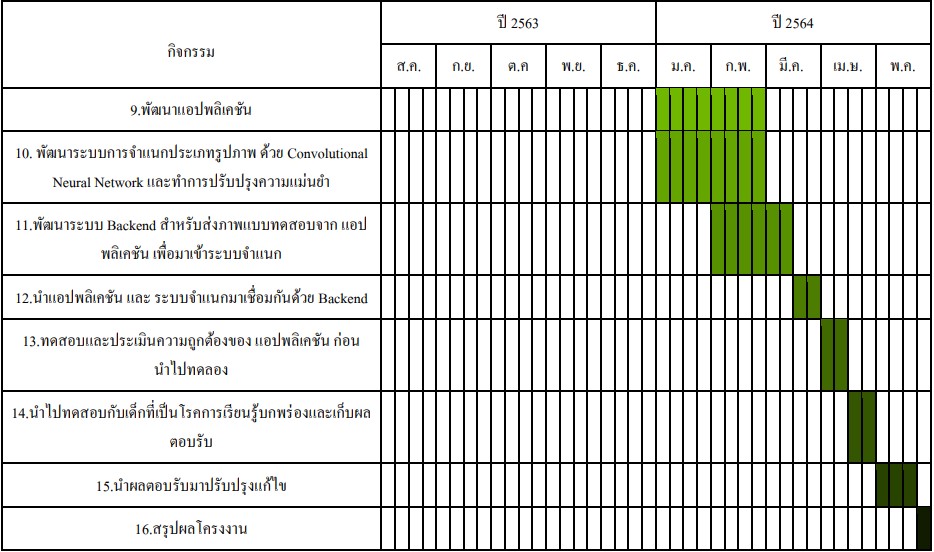 กิจกรรม
ปี 2563
ปี 2564
ส.ค.
ก.ย.
ต.ค
พ.ย.
ธ.ค.
ม.ค.
ก.พ.
มี.ค.
เม.ษ.
พ.ค.
9.พัฒนาแอปพลิเคชัน
10. พัฒนาระบบการจำแนกประเภทรูปภาพ ด้วย Convolutional
Neural Network และทำการปรับปรุงความแม่นยำ
11.พัฒนาระบบ Backend สำหรับส่งภาพแบบทดสอบจาก แอป
พลิเคชัน เพื่อมาเข้าระบบจำแนก
12.นำแอปพลิเคชัน และ ระบบจำแนกมาเชื่อมกันด้วย Backend
13.ทดสอบและประเมินความถูกต้องของ แอปพลิเคชัน ก่อน
นำไปทดลอง
14.นำไปทดสอบกับเด็กที่เป็นโรคการเรียนรู้บกพร่องและเก็บผล
ตอบรับ
15.นำผลตอบรับมาปรับปรุงแก้ไข
16.สรุปผลโครงงาน